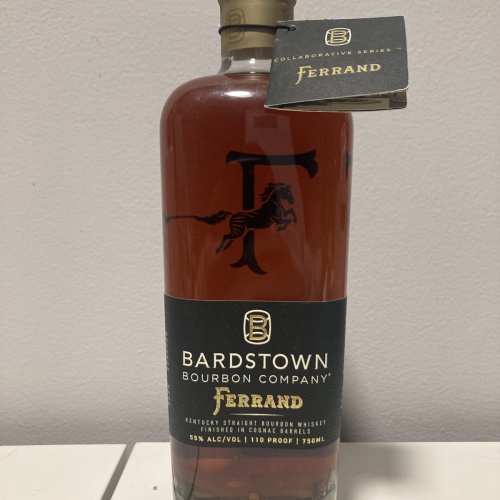 B
COLLABORATIVE SERIES
FERRAND
F
B
BARDSTOWN
BOURBON COMPANY®
FERRAND
KENTUCKY STRAIGHT BOURBON WHISKEY
FINISHED IN COGNAC BARRELS
55% ALC/VOL | 110 PROOF | 750ML